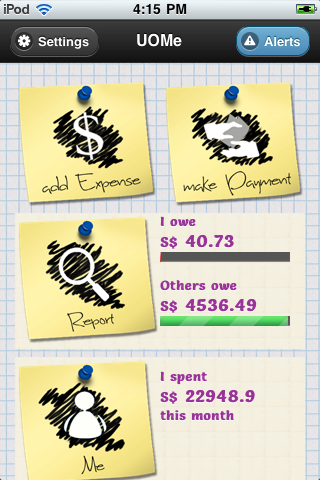 iPod 4:15 PM
Settings UOMe Alerts
$
add Expense
make Payment
Report
I owe
S$ 40.73
Others owe
S$ 4536.49
Me
I spent
S$ 22948.9
this month